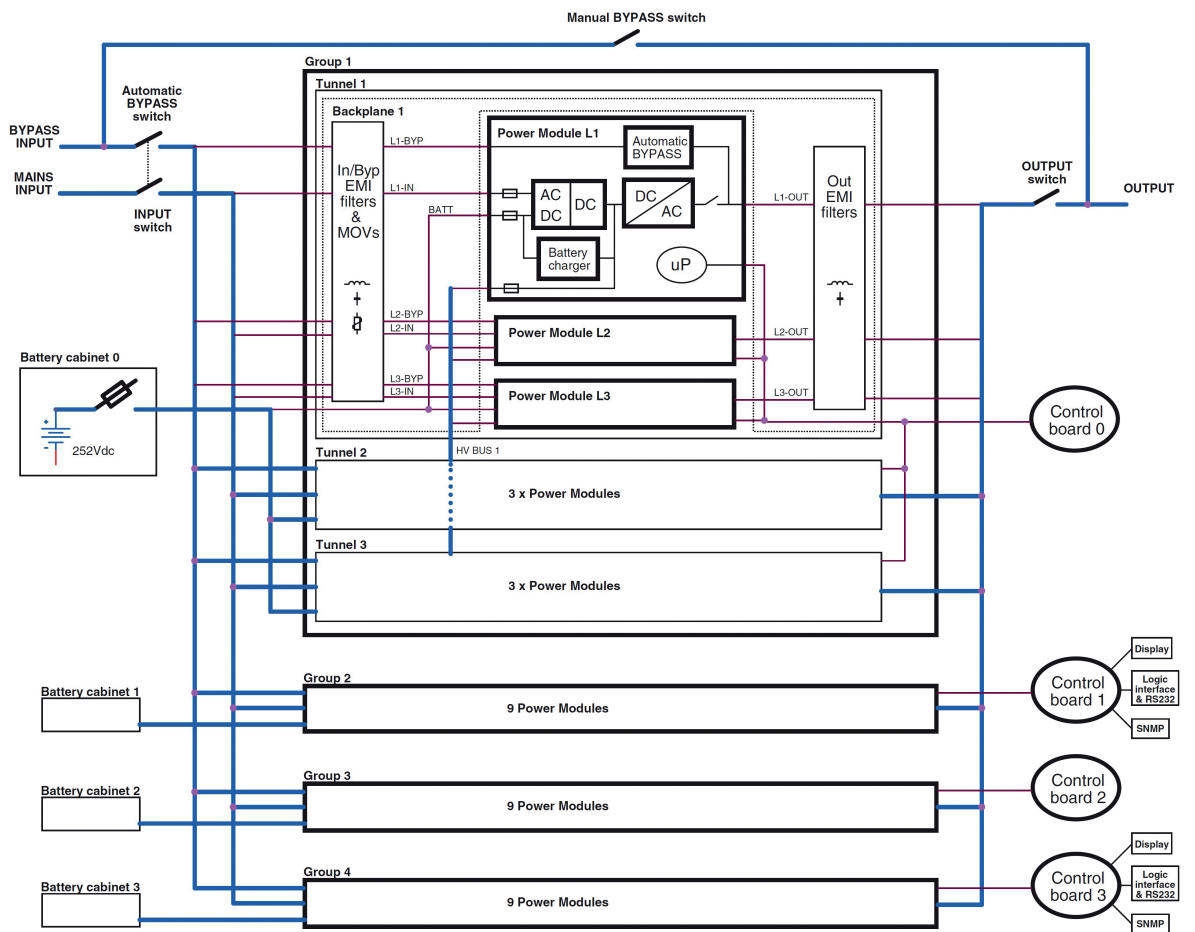 Manual BYPASS switch
Group 1
Tunnel 1
Automatic
BYPASS
switch
Backplane 1
BYPASS
INPUT
MAINS
INPUT
INPUT
switch
In/Byp
EMI
filters
&
MOVs
L1-BYP
L1-IN
BATT
Power Module L1
Automatic
BYPASS
AC
DC
DC
DC
AC
Battery
charger
uP
L1-OUT
Out
EMI
filters
OUTPUT
switch
OUTPUT
L2-BYP
L2-IN
Power Module L2
L2-OUT
L3-BYP
L3-IN
Power Module L3
L3-OUT
Battery cabinet 0
+
-
252Vdc
Control
board 0
HV BUS 1
Tunnel 2
3 x Power Modules
Tunnel 3
3 x Power Modules
Battery cabinet 1
Group 2
9 Power Modules
Control
board 1
Display
Logic
interface
& RS232
SNMP
Battery cabinet 2
Group 3
9 Power Modules
Control
board 2
Battery cabinet 3
Group 4
9 Power Modules
Control
board 3
Display
Logic
interface
& RS232
SNMP